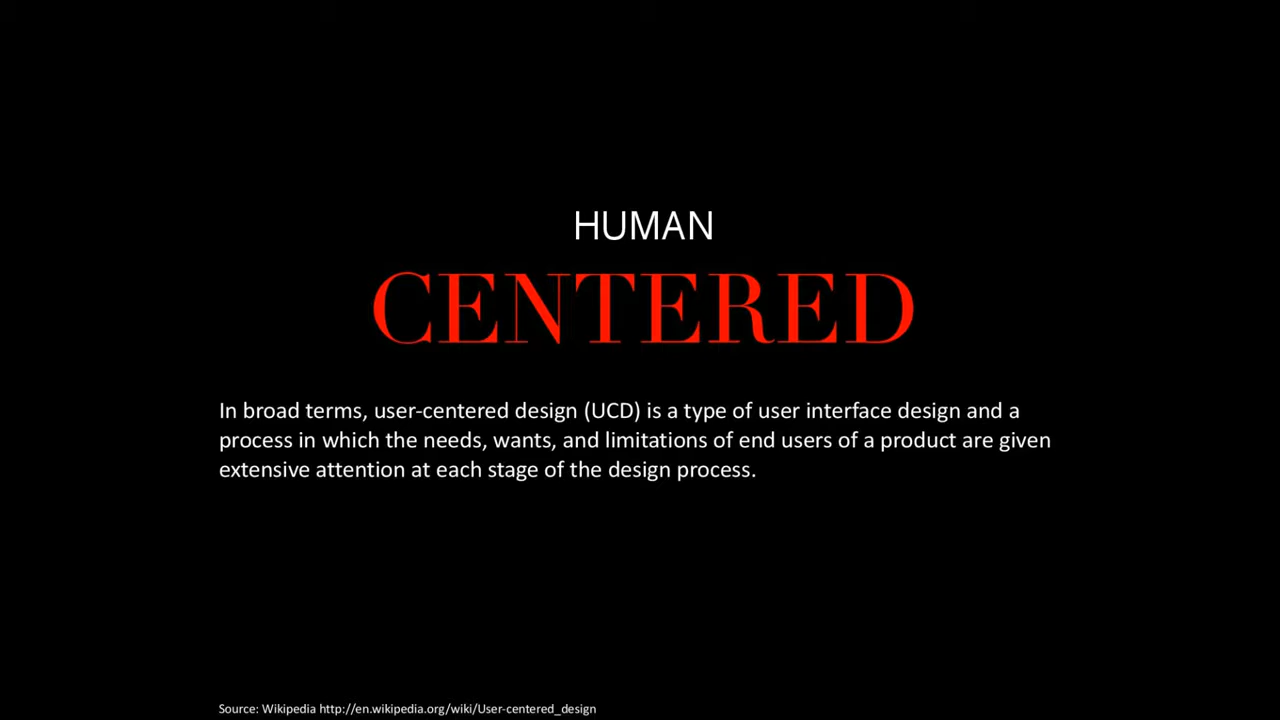 HUMAN
CENTERED
In broad terms, user-centered design (UCD) is a type of user interface design and a
process in which the needs, wants, and limitations of end users of a product are given
extensive attention at each stage of the design process.
Source: Wikipedia http://en.wikipedia.org/wiki/User-centered_design